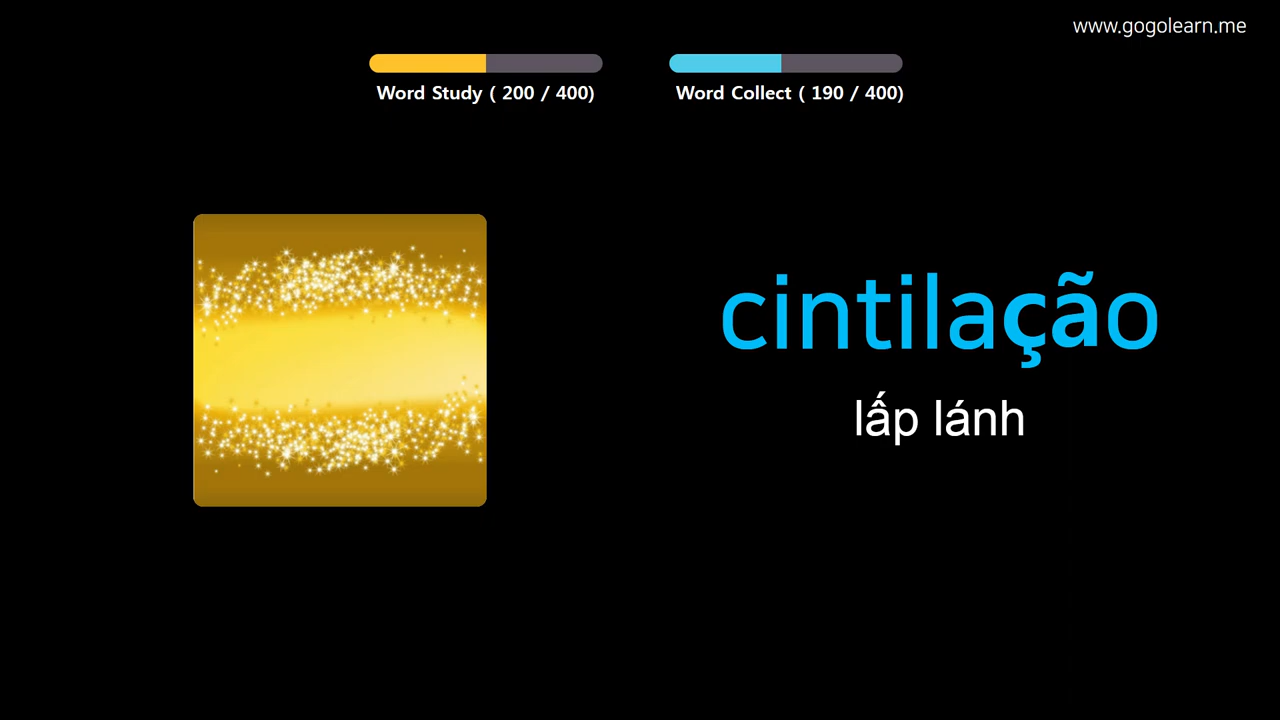 www.gogolearn.me
Word Study ( 200 / 400)
Word Collect ( 190 / 400)
cintilação
lấp lánh